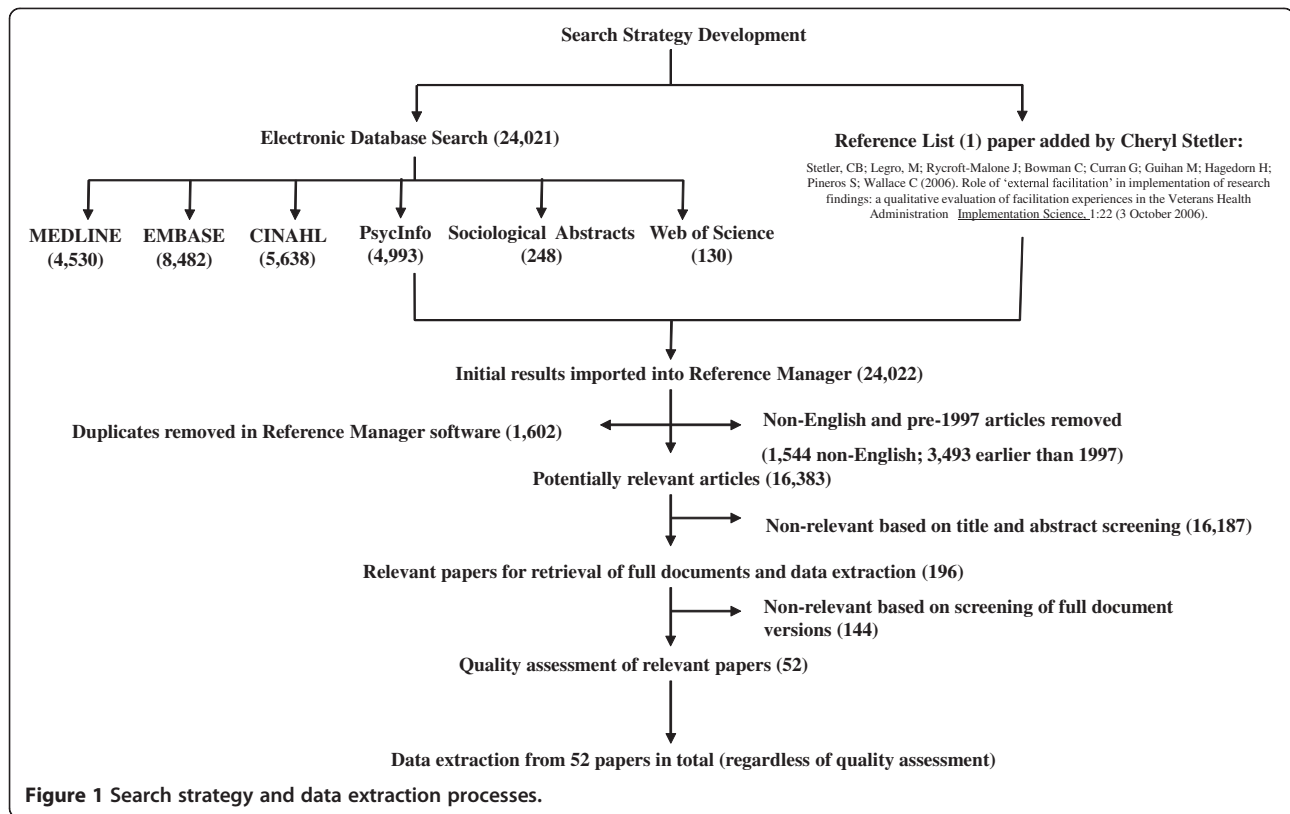 Search Strategy Development
Electronic Database Search (24,021)
Reference List (1) paper added by Cheryl Stetler:
Stetler, CB; Legro, M; Rycroft-Malone J; Bowman C; Curran G; Guihan M; Hagedorn H;
Pineros S; Wallace C (2006). Role of ‘external facilitation’ in implementation of research
findings: a qualitative evaluation of facilitation experiences in the Veterans Health
Administration Implementation Science, 1:22 (3 October 2006).
MEDLINE
(4,530)
EMBASE
(8,482)
CINAHL
(5,638)
PsycInfo
(4,993)
Sociological Abstracts
(248)
Web of Science
(130)
Initial results imported into Reference Manager (24,022)
Duplicates removed in Reference Manager software (1,602)
Non-English and pre-1997 articles removed
(1,544 non-English; 3,493 earlier than 1997)
Potentially relevant articles (16,383)
Non-relevant based on title and abstract screening (16,187)
Relevant papers for retrieval of full documents and data extraction (196)
Non-relevant based on screening of full document
versions (144)
Quality assessment of relevant papers (52)
Data extraction from 52 papers in total (regardless of quality assessment)
Figure 1 Search strategy and data extraction processes.